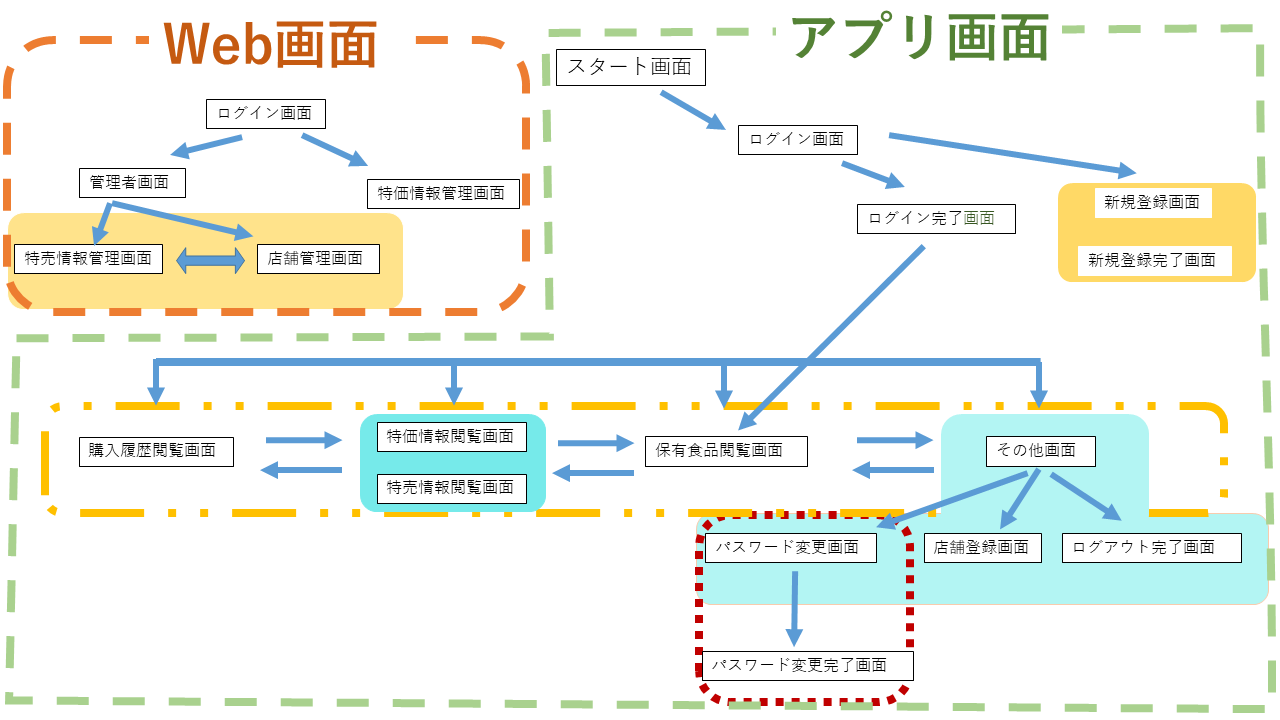 Web画面
アプリ画面
スタート画面
ログイン画面
ログイン画面
管理者画面
特価情報管理画面
新規登録画面
ログイン完了画面
特売情報管理画面
店舗管理画面
新規登録完了画面
購入履歴閲覧画面
特価情報閲覧画面
保有食品閲覧画面
その他画面
特売情報閲覧画面
パスワード変更画面
店舗登録画面
ログアウト完了画面
パスワード変更完了画面